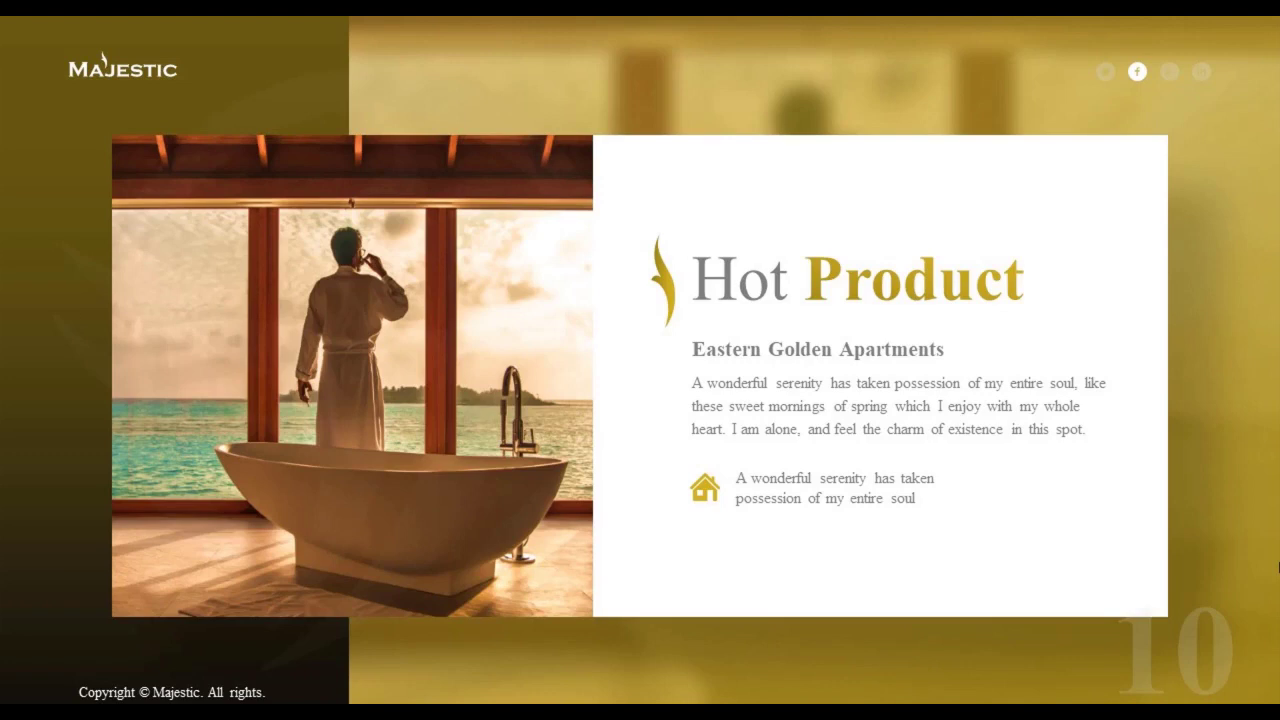 MAJESTIC
Hot Product
Eastern Golden Apartments
A wonderful serenity has taken possession of my entire soul, like
these sweet mornings of spring which I enjoy with my whole
heart. I am alone, and feel the charm of existence in this spot.
A wonderful serenity has taken
possession of my entire soul
10
Copyright © Majestic. All rights.